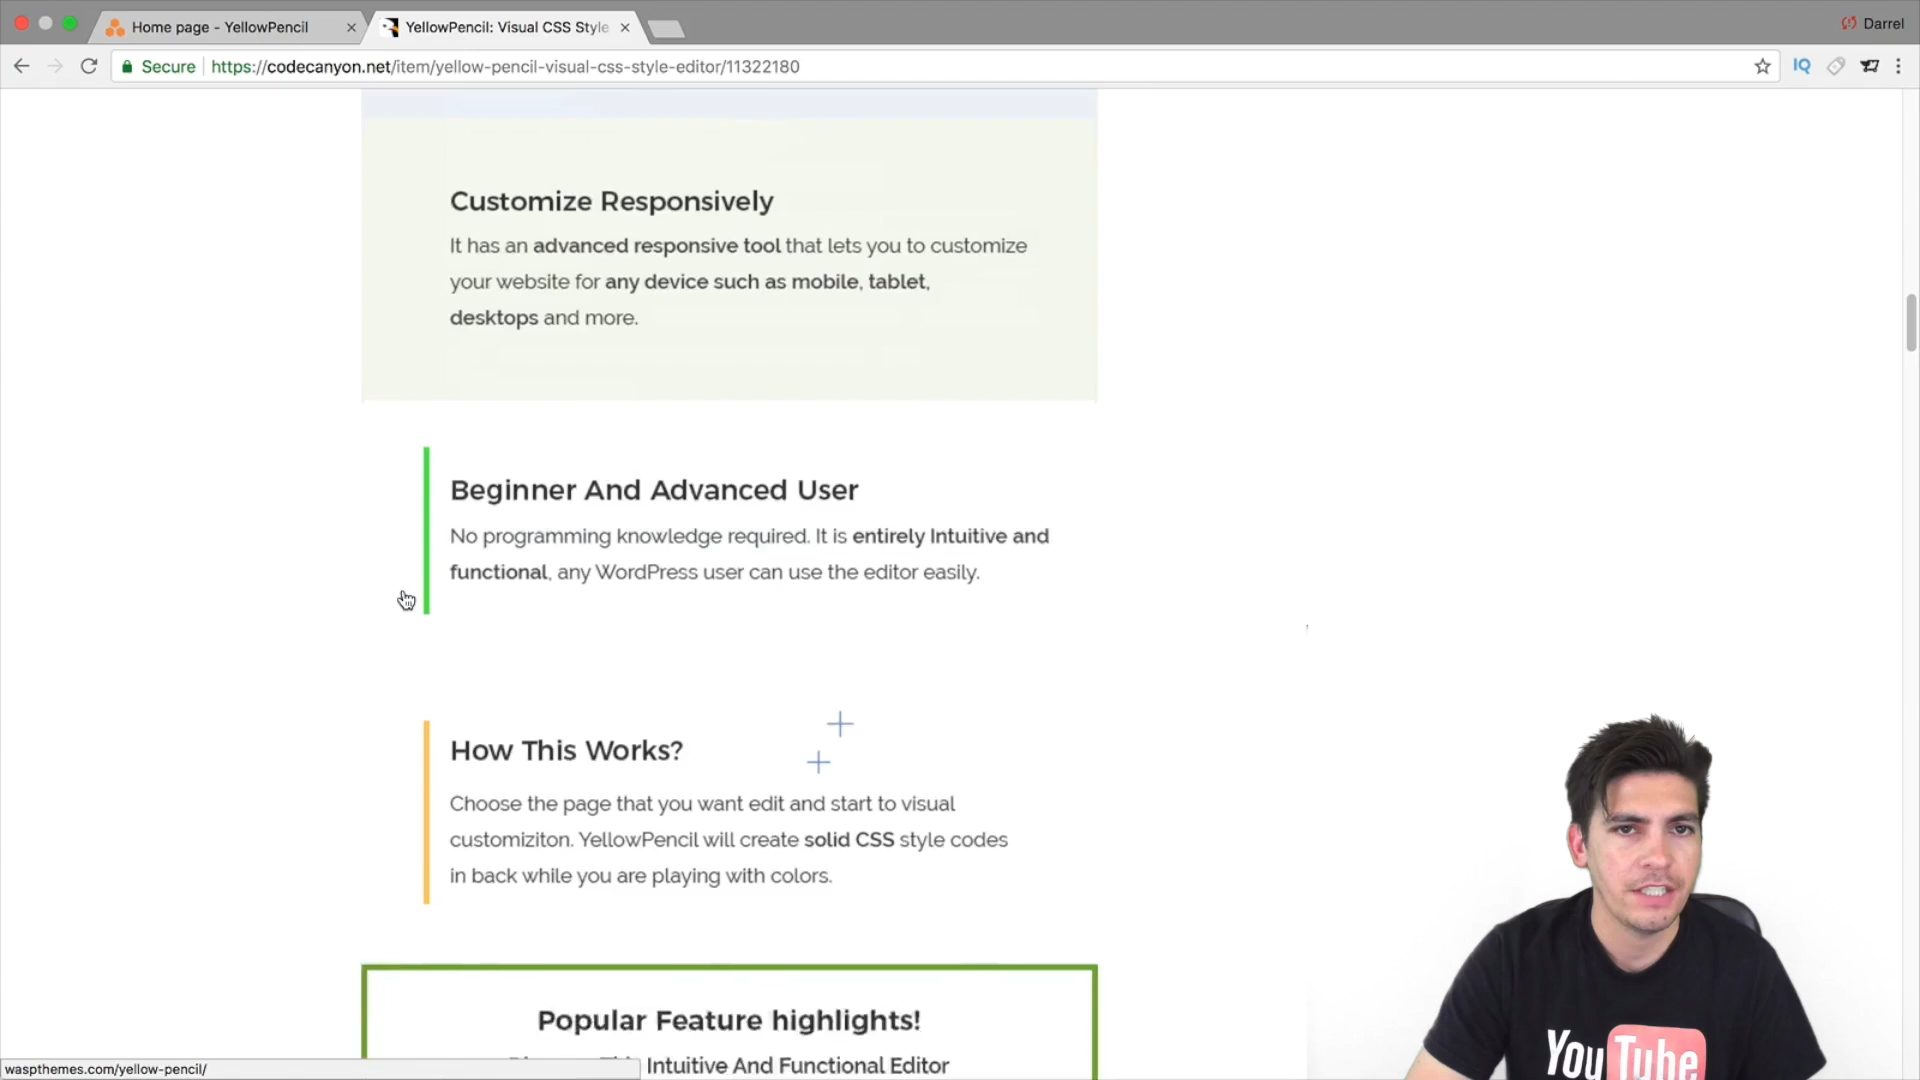 Home page - YellowPencil
YellowPencil: Visual CSS Style
Darrel
Secure
https://codecanyon.net/item/yellow-pencil-visual-css-style-editor/11322180
IQ
Customize Responsively
It has an advanced responsive tool that lets you to customize
your website for any device such as mobile, tablet,
desktops and more.
Beginner And Advanced User
No programming knowledge required. It is entirely Intuitive and
functional, any WordPress user can use the editor easily.
How This Works?
Choose the page that you want edit and start to visual
customiziton. YellowPencil will create solid CSS style codes
in back while you are playing with colors.
Popular Feature highlights!
Intuitive And Functional Editor
waspthemes.com/yellow-pencil/
YouTube